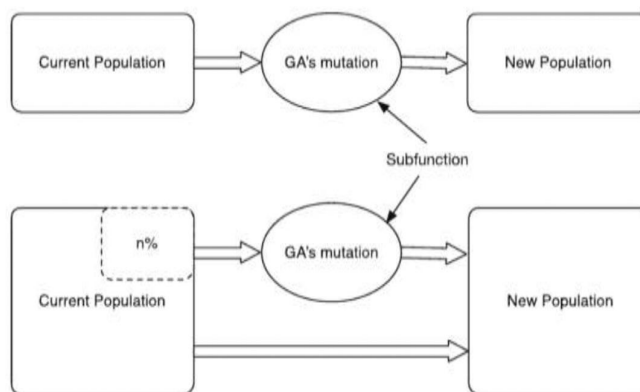 Current Population
GA's mutation
New Population
Subfunction
n%
GA's mutation
Current Population
New Population